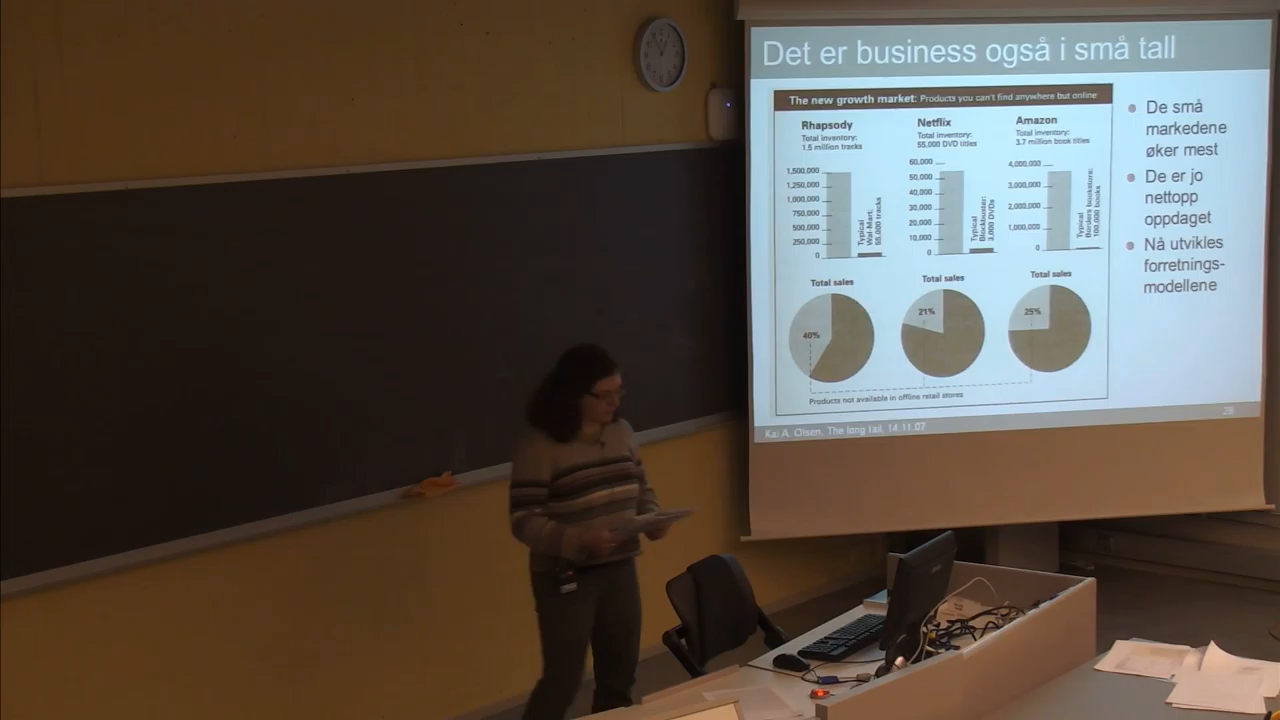 Det er business også i små tall
The new growth market: Products you can't find anywhere but online
Rhapsody
Total inventory:
1.5 million tracks
1,500,000
1,250,000
1,000,000
750,000
500,000
250,000
0
Typical
Wal-Mart:
55,000 tracks
Netflix
Total inventory:
55,000 DVD titles
60,000
50,000
40,000
30,000
20,000
10,000
0
Typical
Blockbuster:
3,000 DVDs
Amazon
Total inventory:
3.7 million book titles
4,000,000
3,000,000
2,000,000
1,000,000
0
Typical
Borders bookstore:
100,000 books
Total sales
40%
Total sales
21%
Total sales
25%
Products not available in offline retail stores
De små
markedene
øker mest
De er jo
nettopp
oppdaget
Nå utvikles
forretnings-
modellene
Kai A. Olsen, The long tail, 14.11.07